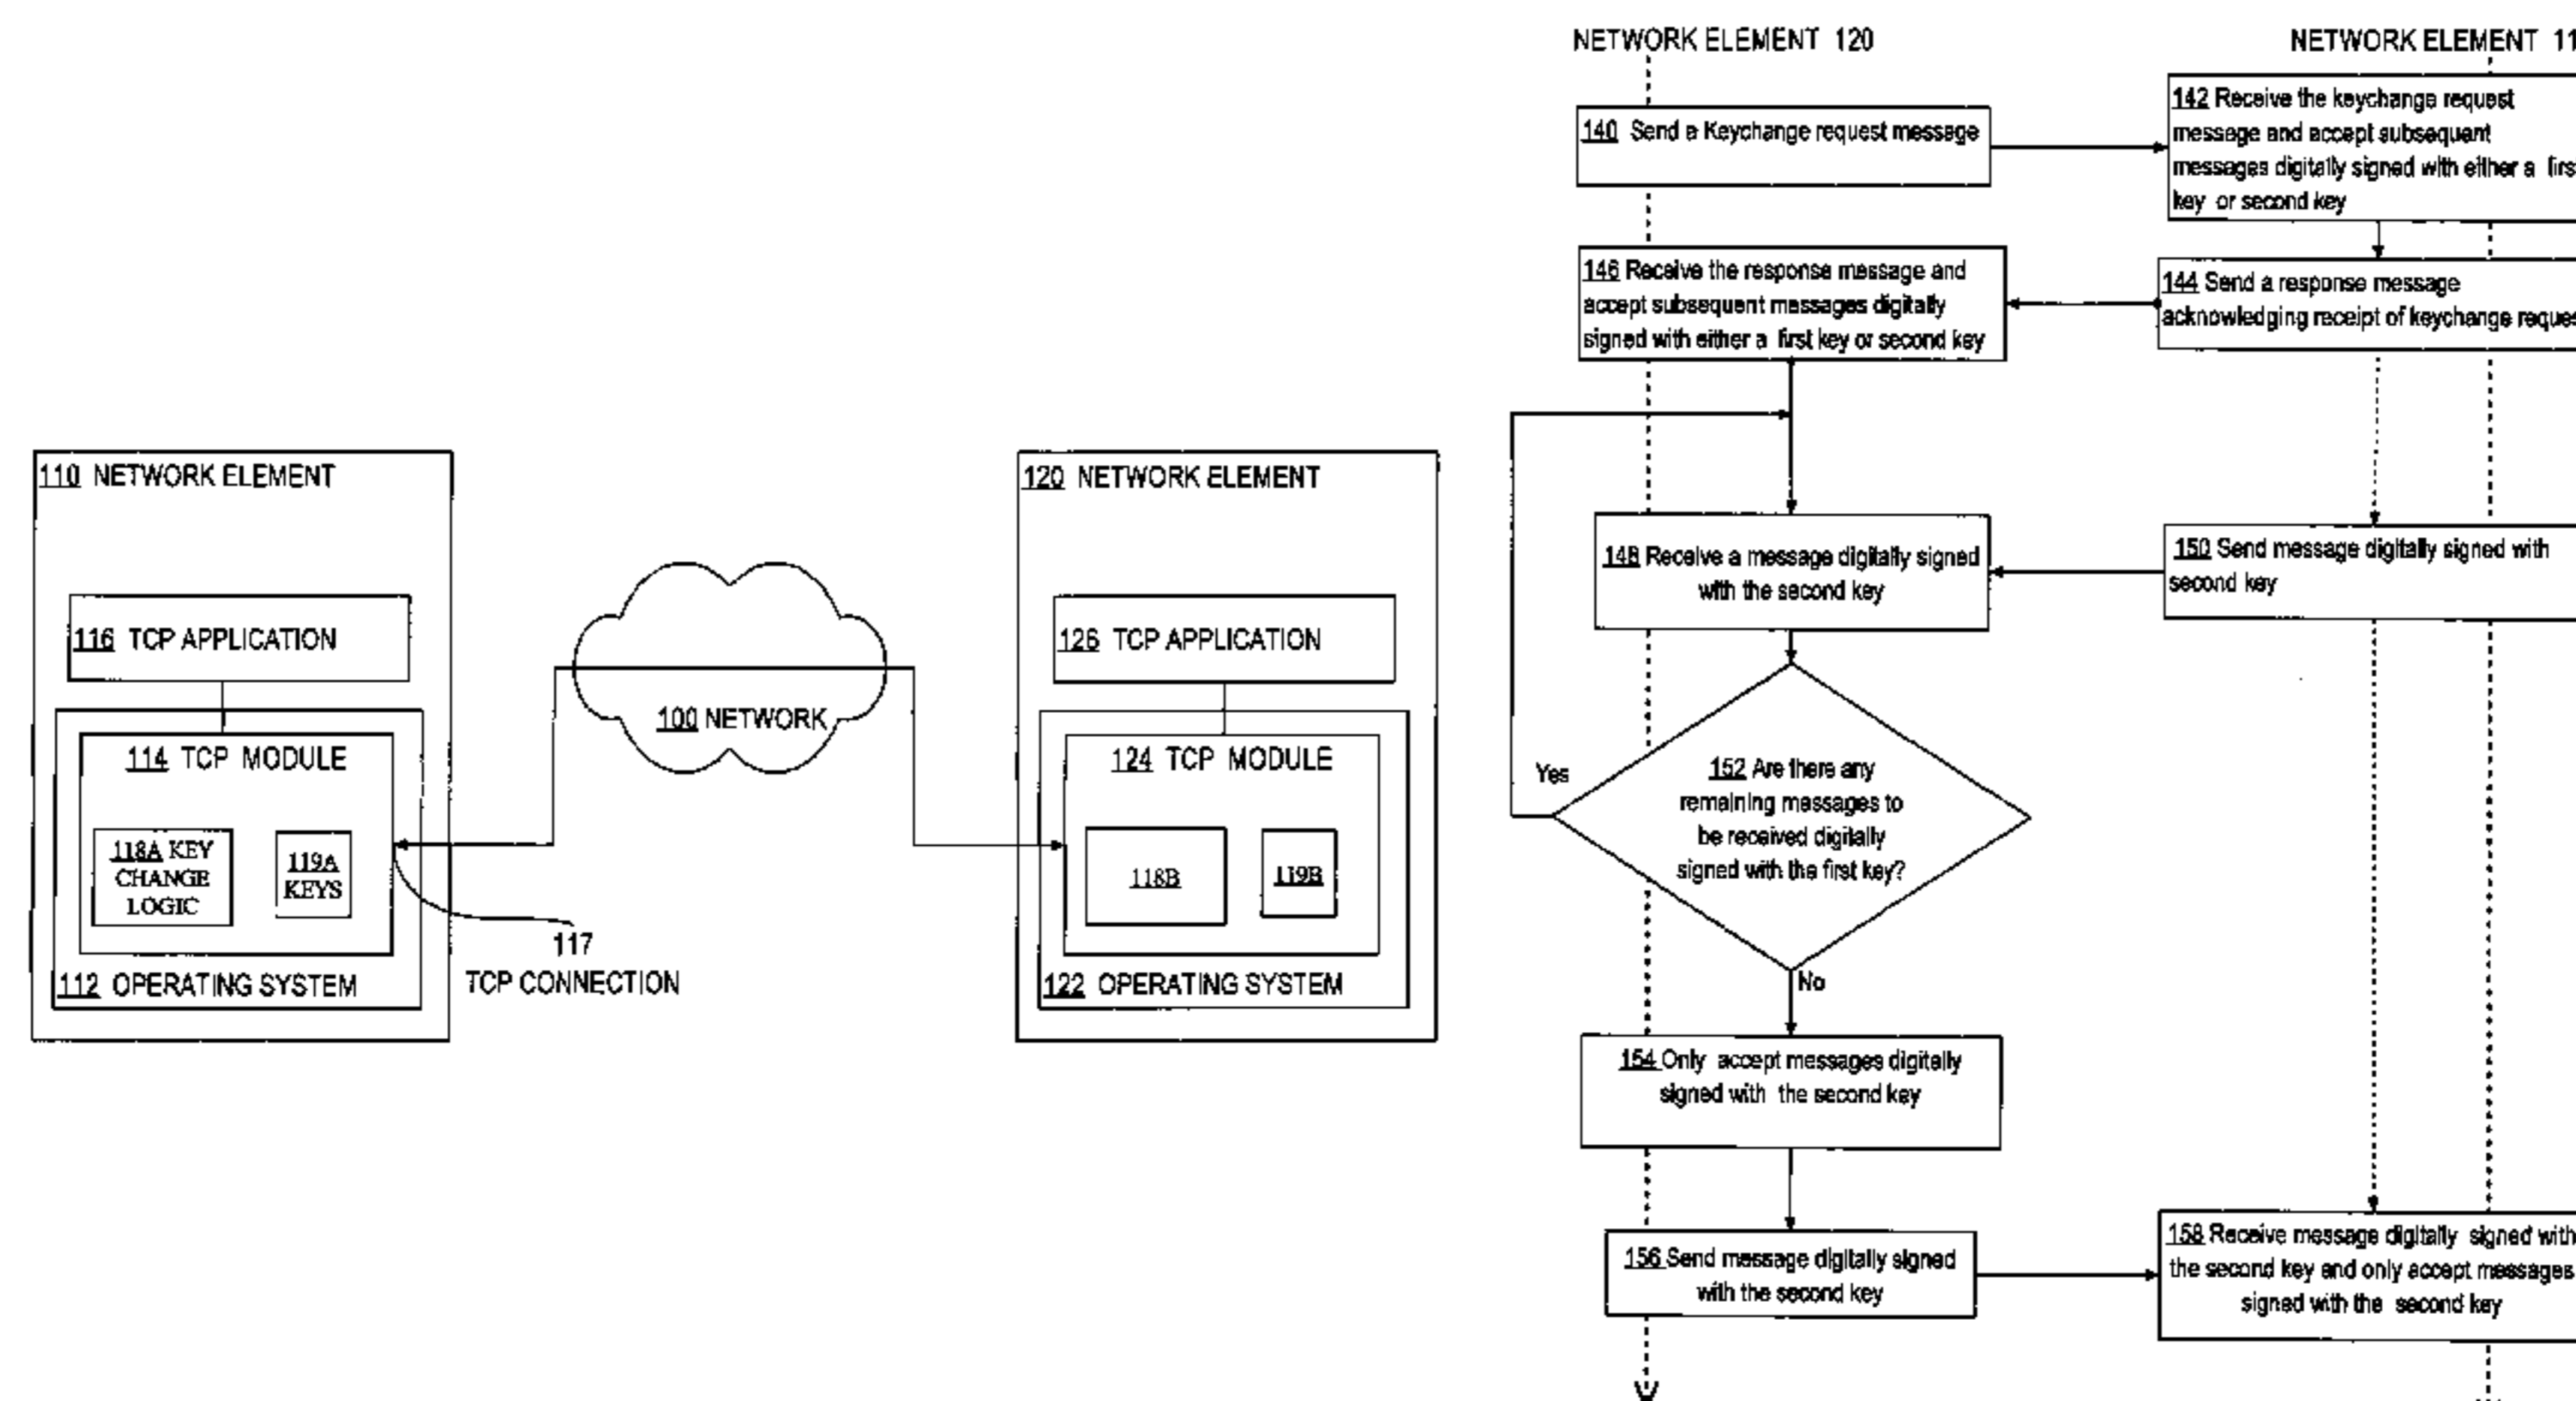 110 NETWORK ELEMENT
116 TCP APPLICATION
114 TCP MODULE
118A KEY
CHANGE
LOGIC
119A
KEYS
112 OPERATING SYSTEM
100 NETWORK
117
TCP CONNECTION
120 NETWORK ELEMENT
126 TCP APPLICATION
124 TCP MODULE
118B
119B
122 OPERATING SYSTEM
NETWORK ELEMENT 120
NETWORK ELEMENT 11
140 Send a Keychange request message
142 Receive the keychange request
message and accept subsequent
messages digitally signed with either a firs
key or second key
146 Receive the response message and
accept subsequent messages digitally
signed with either a first key or second key
144 Send a response message
acknowledging receipt of keychange reques
148 Receive a message digitally signed
with the second key
150 Send message digitally signed with
second key
152 Are there any
remaining messages to
be received digitally
signed with the first key?
Yes
No
154 Only accept messages digitally
signed with the second key
156 Send message digitally signed
with the second key
158 Receive message digitally signed with
the second key and only accept messages
signed with the second key